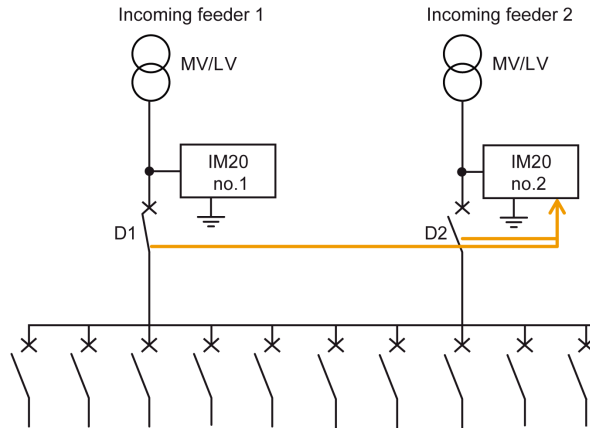 Incoming feeder 1
Incoming feeder 2
MV/LV
MV/LV
IM20
no.1
IM20
no.2
D1
D2